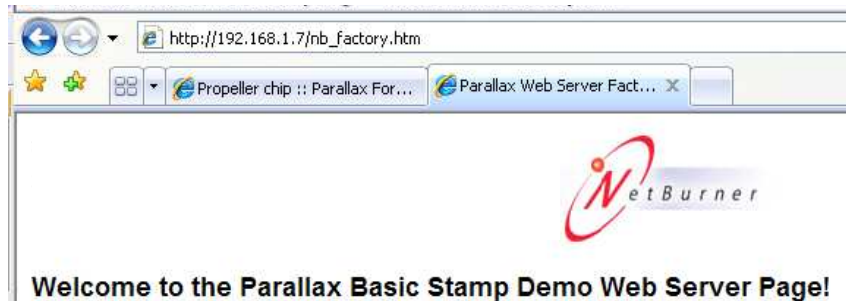 http://192.168.1.7/nb_factory.htm
Propeller chip :: Parallax For... Parallax Web Server Fact... X
NetBurner
Welcome to the Parallax Basic Stamp Demo Web Server Page!